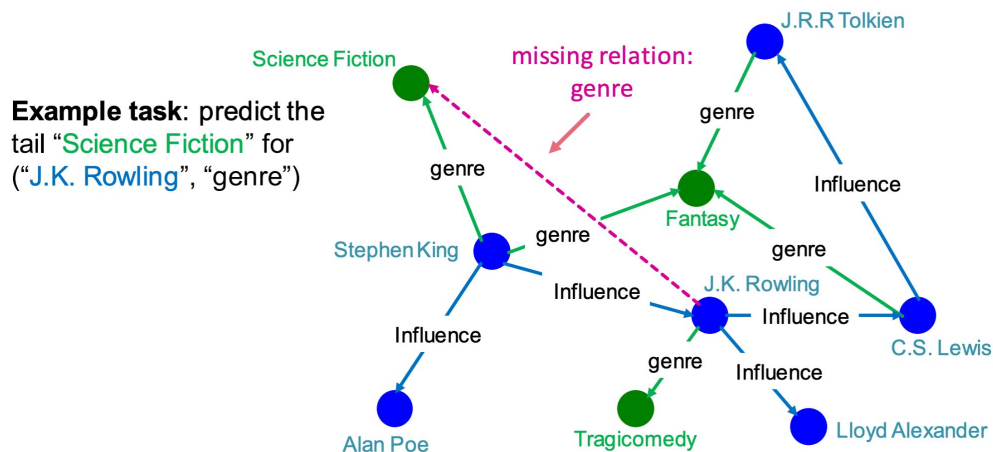 J.R.R Tolkien
Science Fiction
missing relation:
genre
Example task: predict the
tail “Science Fiction” for
(“J.K. Rowling”, “genre”)
genre
genre
Influence
Fantasy
genre
genre
Stephen King
J.K. Rowling
Influence
Influence
Influence
C.S. Lewis
genre
Influence
Alan Poe
Tragicomedy
Lloyd Alexander